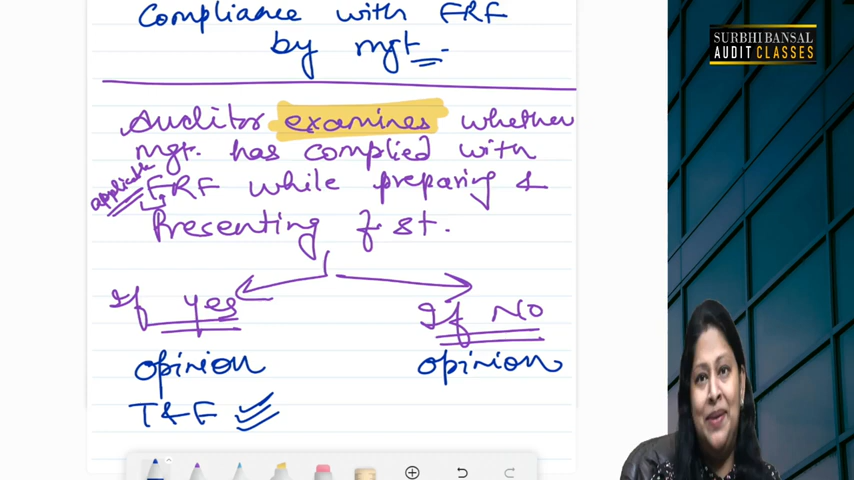 Compliance with FRF
by mgt.
SURBHI BANSAL
AUDIT CLASSES
Auditor examines whether
mgt. has complied with
applicable FRF while preparing &
Presenting f. st.
If yes
If No
opinion
opinion
T & F